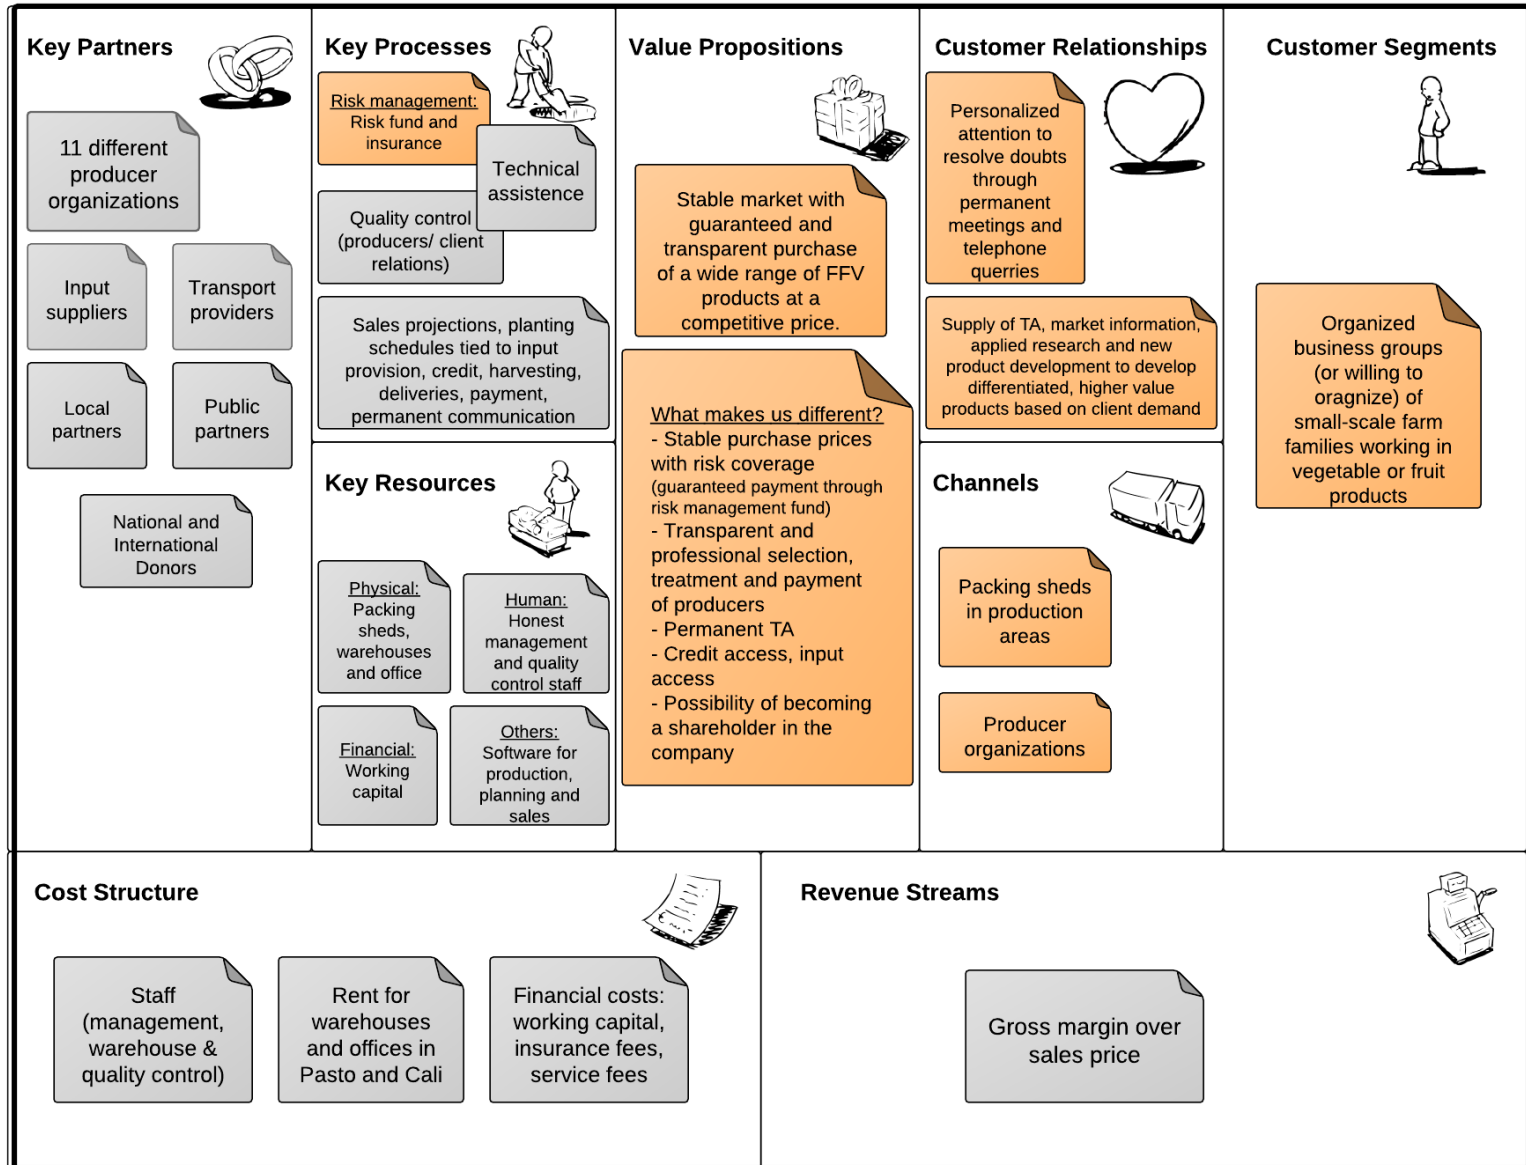 Key Partners
11 different
producer
organizations
Input
suppliers
Transport
providers
Local
partners
Public
partners
National and
International
Donors
Key Processes
Risk management:
Risk fund and
insurance
Technical
assistence
Quality control
(producers/ client
relations)
Sales projections, planting
schedules tied to input
provision, credit, harvesting,
deliveries, payment,
permanent communication
Key Resources
Physical:
Packing
sheds,
warehouses
and office
Human:
Honest
management
and quality
control staff
Financial:
Working
capital
Others:
Software for
production,
planning and
sales
Value Propositions
Stable market with
guaranteed and
transparent purchase
of a wide range of FFV
products at a
competitive price.
What makes us different?
- Stable purchase prices
with risk coverage
(guaranteed payment through
risk management fund)
- Transparent and
professional selection,
treatment and payment
of producers
- Permanent TA
- Credit access, input
access
- Possibility of becoming
a shareholder in the
company
Customer Relationships
Personalized
attention to
resolve doubts
through
permanent
meetings and
telephone
querries
Supply of TA, market information,
applied research and new
product development to develop
differentiated, higher value
products based on client demand
Channels
Packing sheds
in production
areas
Producer
organizations
Customer Segments
Organized
business groups
(or willing to
oragnize) of
small-scale farm
families working in
vegetable or fruit
products
Cost Structure
Staff
(management,
warehouse &
quality control)
Rent for
warehouses
and offices in
Pasto and Cali
Financial costs:
working capital,
insurance fees,
service fees
Revenue Streams
Gross margin over
sales price